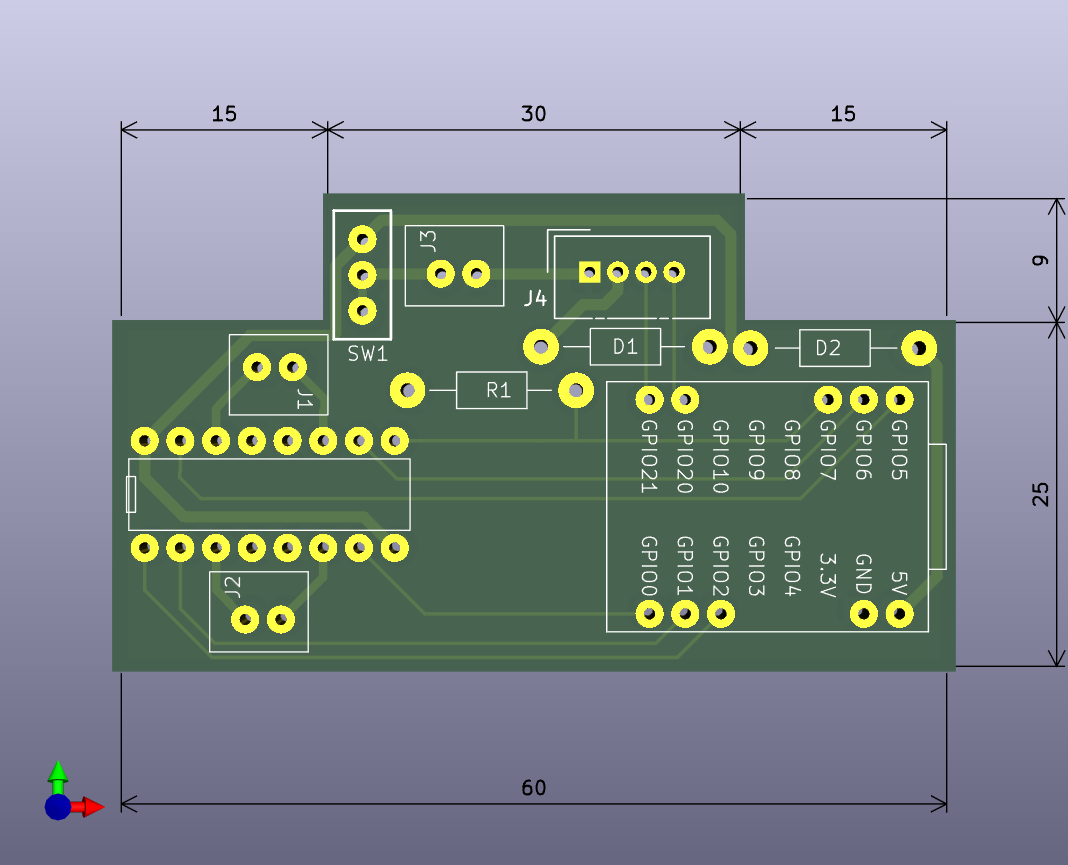 15
30
15
9
J3
J4
SW1
D1
D2
R1
J1
GPIO21
GPIO20
GPIO10
GPIO9
GPIO8
GPIO7
GPIO6
GPIO5
25
GPIO0
GPIO1
GPIO2
GPIO3
GPIO4
3.3V
GND
5V
J2
60